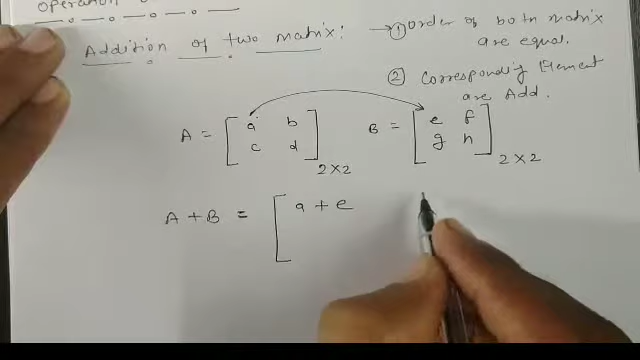 Operation o
Addition of two matrix: → ① Order of both matrix
are equal.
② Corresponding Element
are Add.
A = [ a b
c d ] 2×2
B = [ e f
g h ] 2×2
A + B = [ a + e